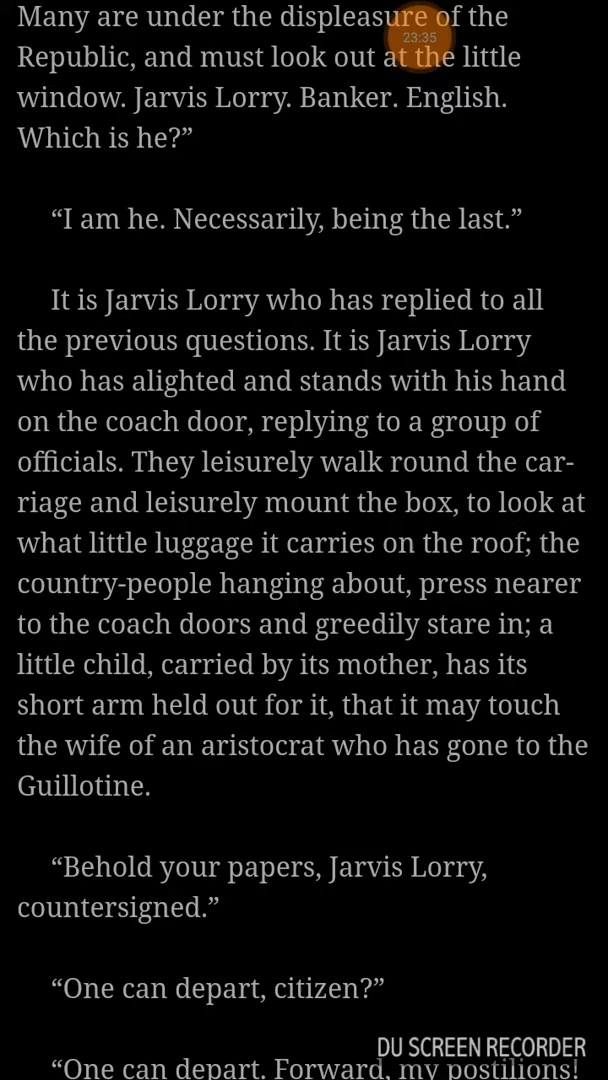 Many are under the displeasure of the
23:35
Republic, and must look out at the little
window. Jarvis Lorry. Banker. English.
Which is he?”
“I am he. Necessarily, being the last.”
It is Jarvis Lorry who has replied to all
the previous questions. It is Jarvis Lorry
who has alighted and stands with his hand
on the coach door, replying to a group of
officials. They leisurely walk round the car-
riage and leisurely mount the box, to look at
what little luggage it carries on the roof; the
country-people hanging about, press nearer
to the coach doors and greedily stare in; a
little child, carried by its mother, has its
short arm held out for it, that it may touch
the wife of an aristocrat who has gone to the
Guillotine.
“Behold your papers, Jarvis Lorry,
countersigned.”
“One can depart, citizen?”
DU SCREEN RECORDER
“One can depart. Forward, my postilions!